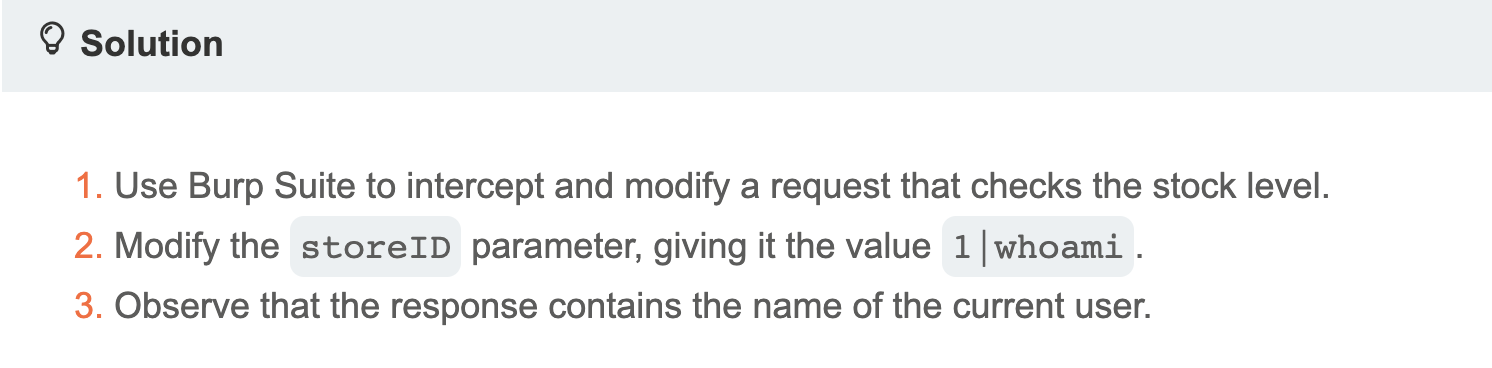 Solution
1. Use Burp Suite to intercept and modify a request that checks the stock level.
2. Modify the storeID parameter, giving it the value 1|whoami.
3. Observe that the response contains the name of the current user.